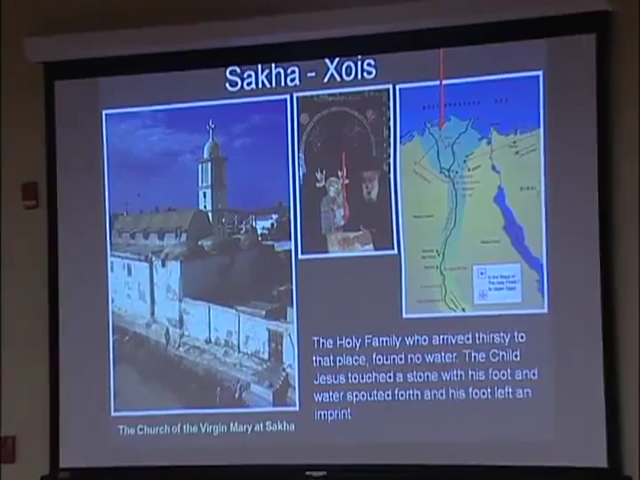 Sakha - Xois
The Holy Family who arrived thirsty to
that place, found no water. The Child
Jesus touched a stone with his foot and
water spouted forth and his foot left an
imprint
The Church of the Virgin Mary at Sakha